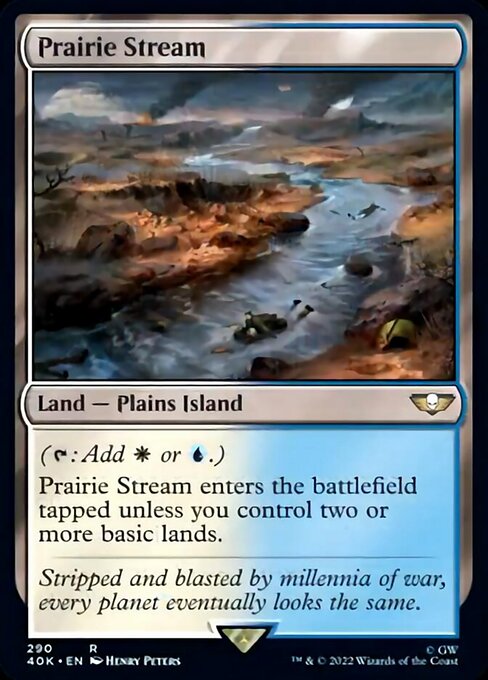 Prairie Stream
Land — Plains Island
(: Add or .)
Prairie Stream enters the battlefield
tapped unless you control two or
more basic lands.
Stripped and blasted by millennia of war,
every planet eventually looks the same.
290 R
40K • EN Henry Peters
© GW
™ & © 2022 Wizards of the Coast